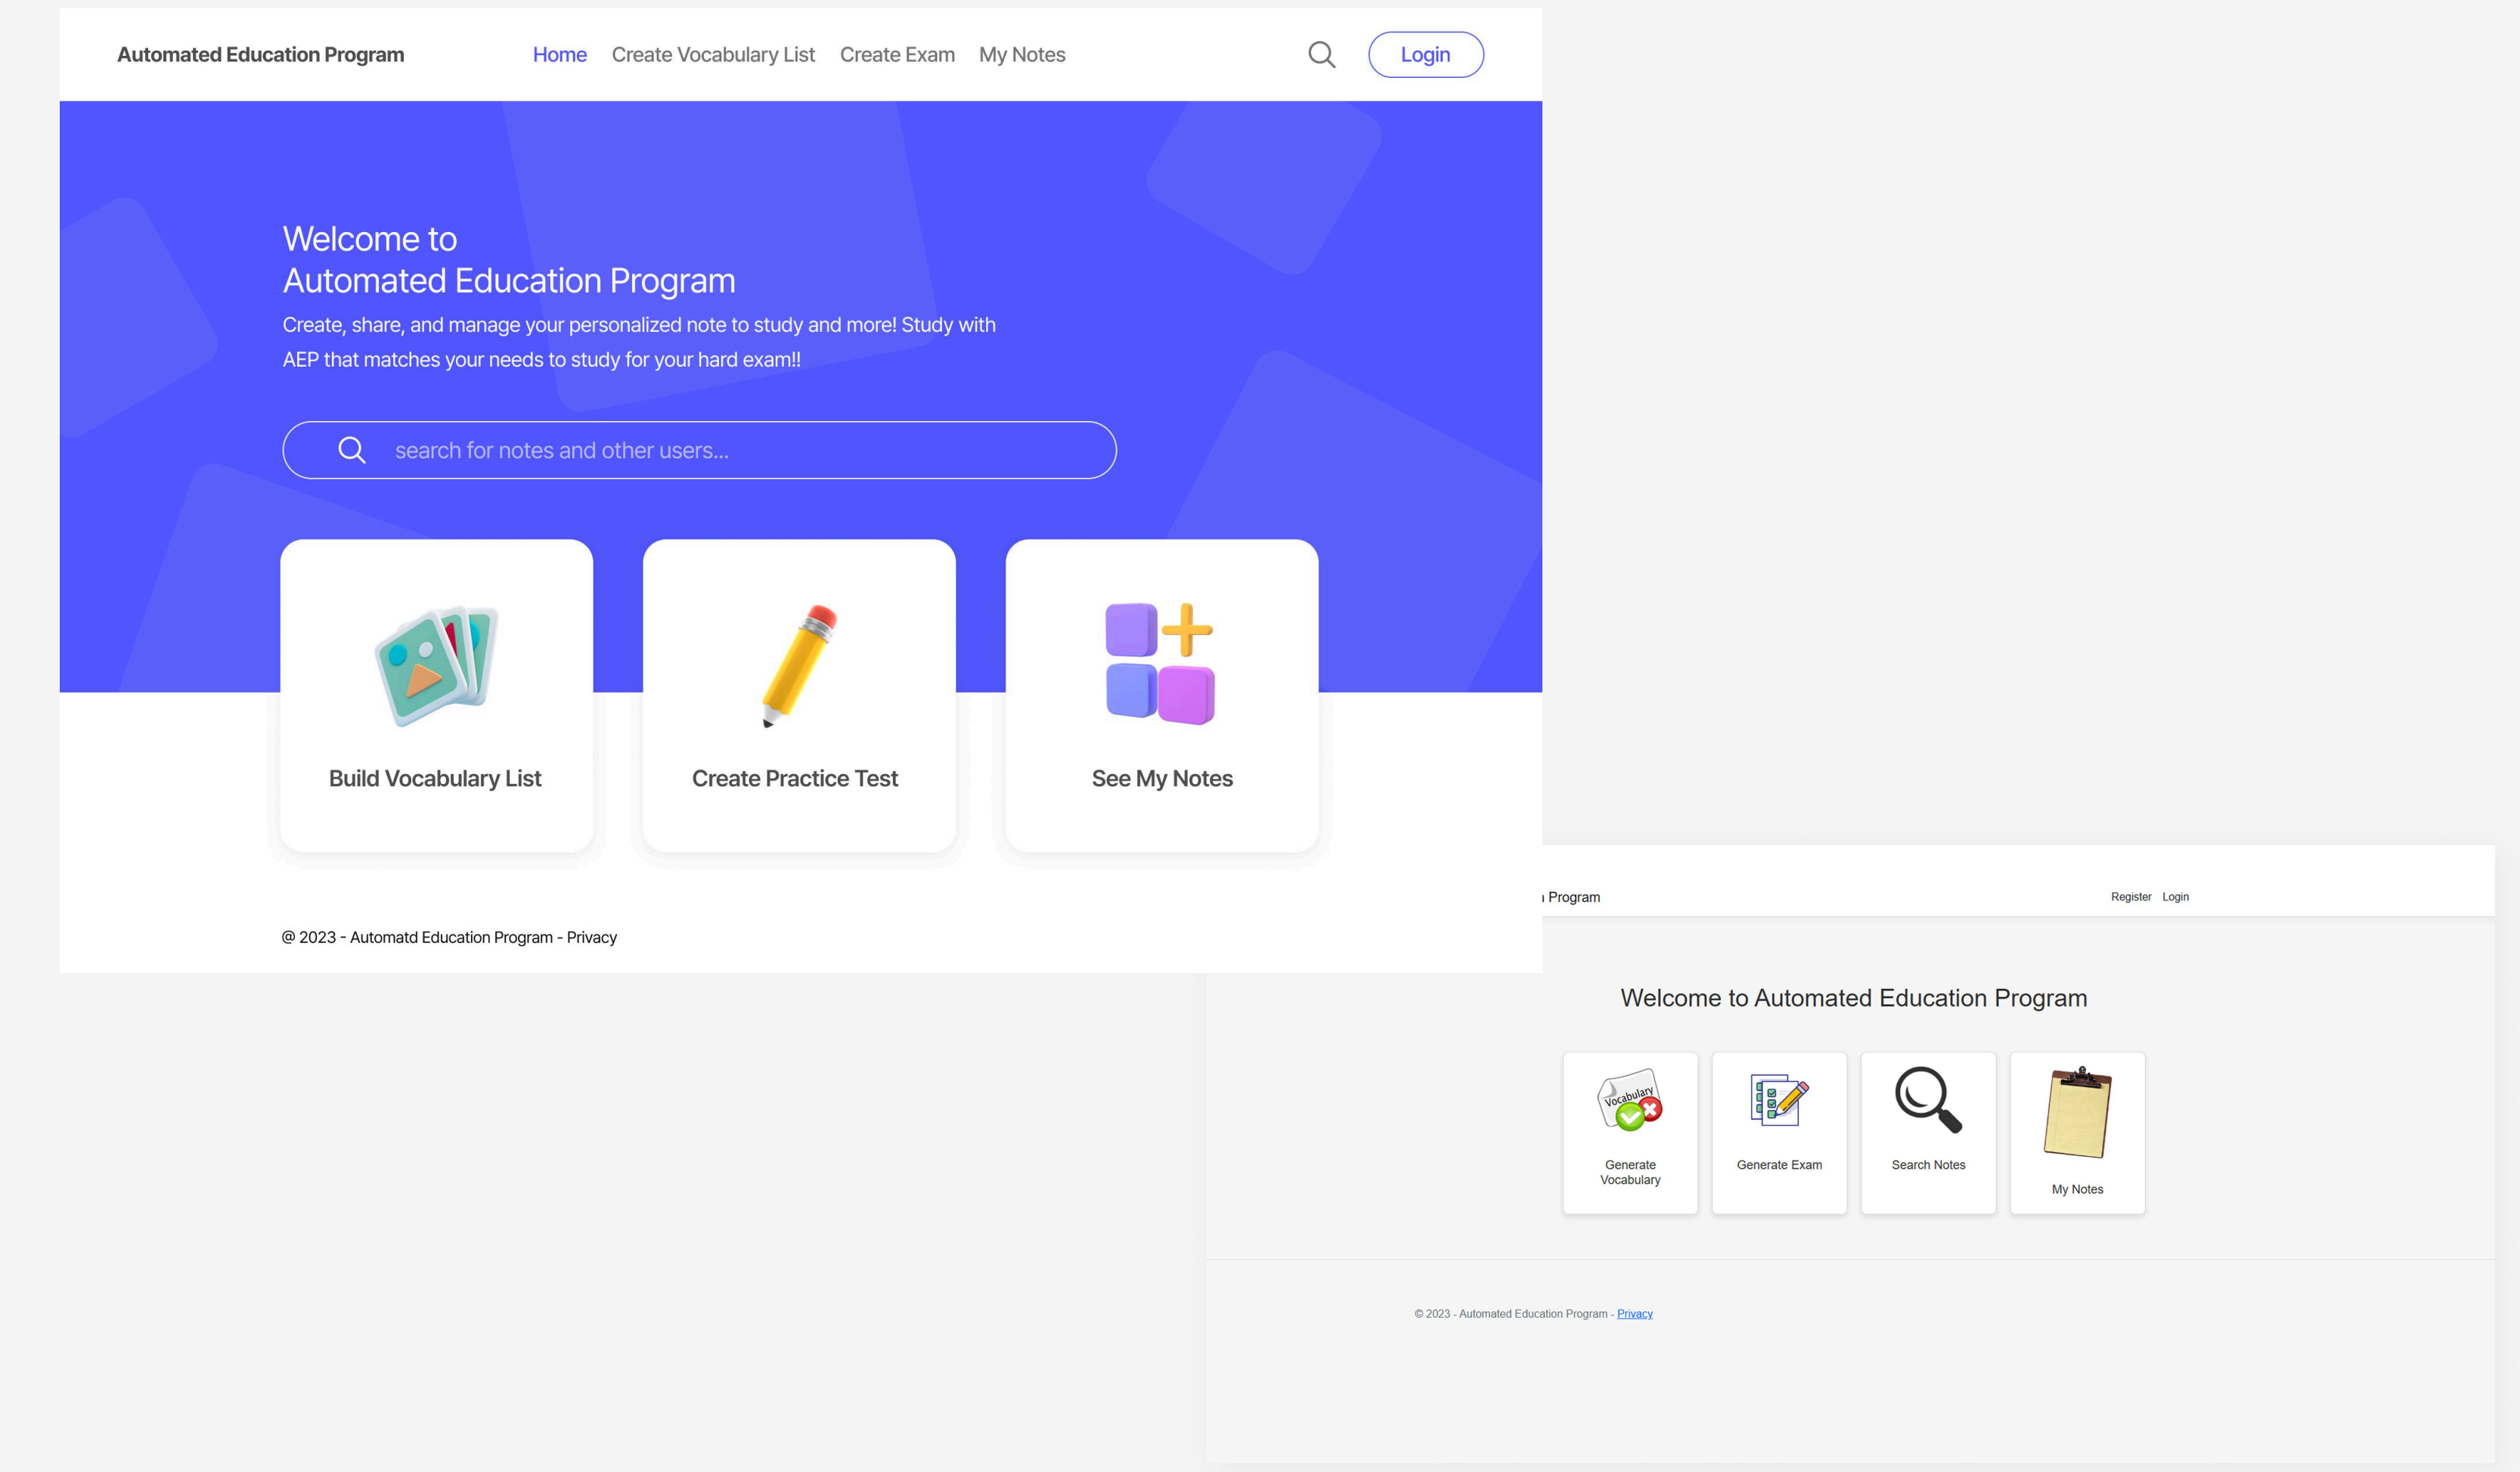 Automated Education Program
Home
Create Vocabulary List
Create Exam
My Notes
Login
Welcome to
Automated Education Program
Create, share, and manage your personalized note to study and more! Study with
AEP that matches your needs to study for your hard exam!!
search for notes and other users...
Build Vocabulary List
Create Practice Test
See My Notes
@ 2023 - Automatd Education Program - Privacy
Program
Register
Login
Welcome to Automated Education Program
Vocabulary
Generate
Vocabulary
Generate Exam
Search Notes
My Notes
© 2023 - Automated Education Program - Privacy